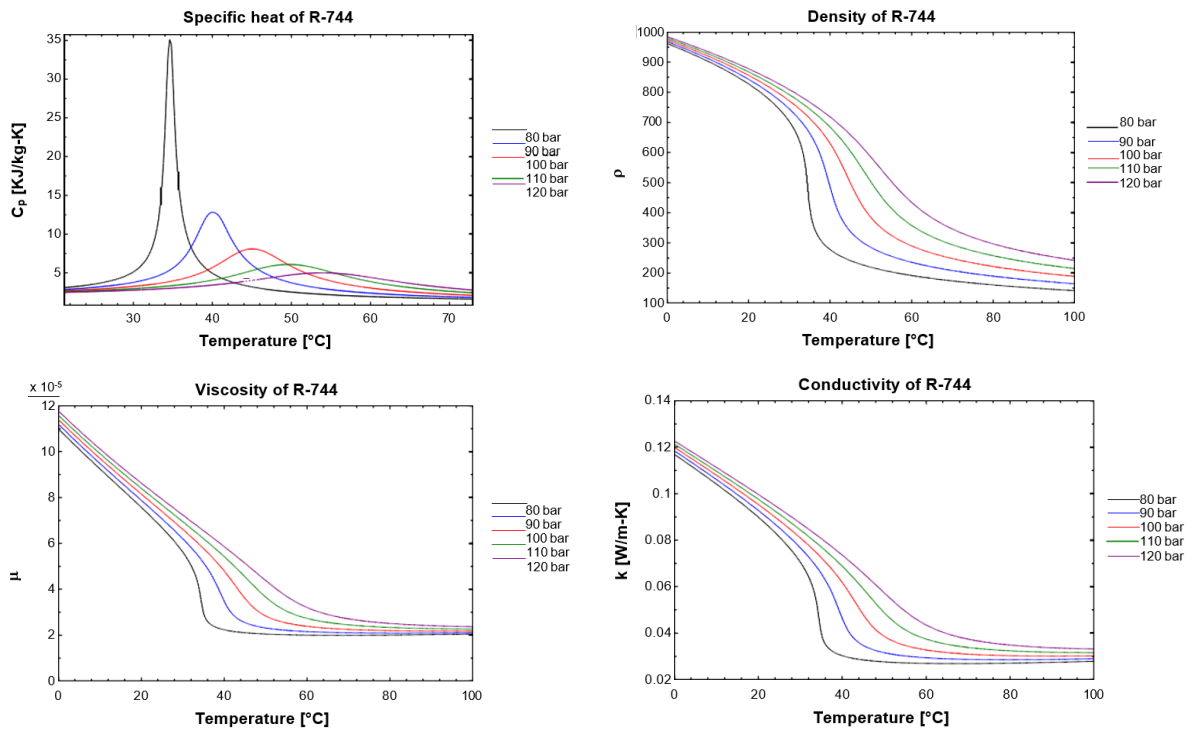 Specific heat of R-744
35
30
25
20
15
10
5
30
40
50
60
70
Cp [KJ/kg-K]
Temperature [°C]
80 bar
90 bar
100 bar
110 bar
120 bar
Density of R-744
1000
900
800
700
600
500
400
300
200
100
0
20
40
60
80
100
ρ
Temperature [°C]
80 bar
90 bar
100 bar
110 bar
120 bar
Viscosity of R-744
x 10-5
12
10
8
6
4
2
0
0
20
40
60
80
100
μ
Temperature [°C]
80 bar
90 bar
100 bar
110 bar
120 bar
Conductivity of R-744
0.14
0.12
0.1
0.08
0.06
0.04
0.02
0
20
40
60
80
100
k [W/m-K]
Temperature [°C]
80 bar
90 bar
100 bar
110 bar
120 bar